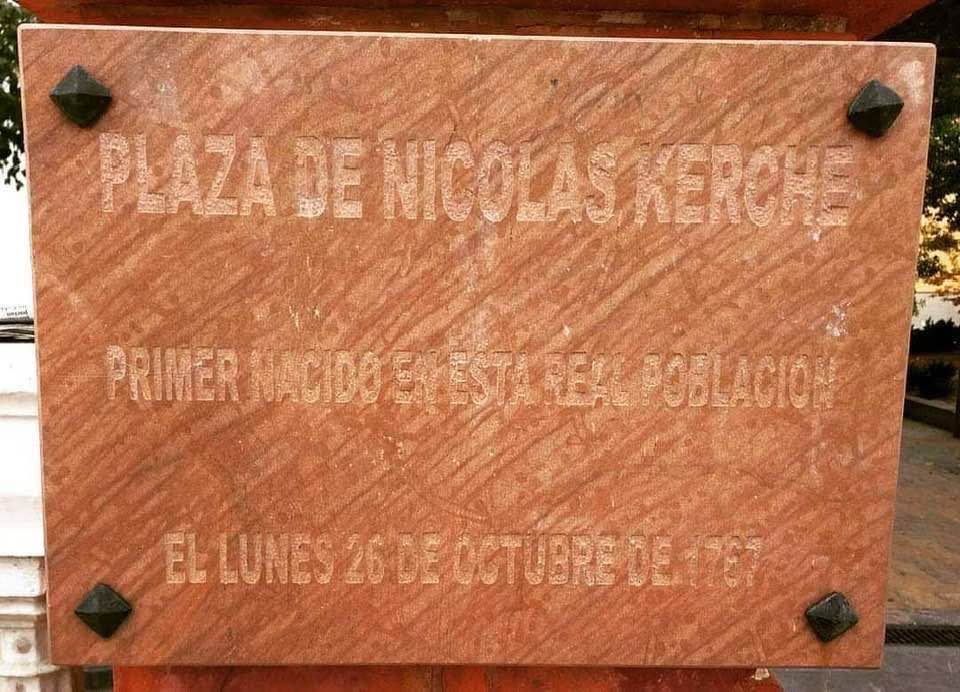 PLAZA DE NICOLAS KERCHE
PRIMER NACIDO EN ESTA REAL POBLACION
EL LUNES 26 DE OCTUBRE DE 1767